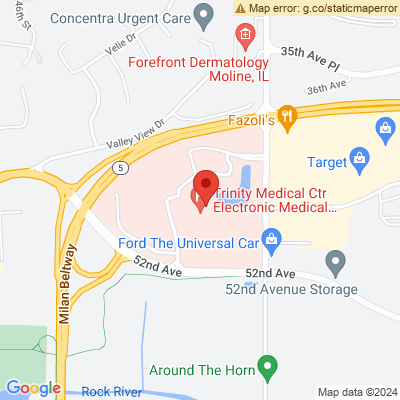 Map error: g.co/staticmaperror
46th St
Concentra Urgent Care
Velie Dr
35th Ave Pl
Forefront Dermatology
Moline, IL
36th Ave
Fazoli's
Valley View Dr
Target
5
Trinity Medical Ctr
Electronic Medical...
Ford The Universal Car
52nd Ave
52nd Ave
Milan Beltway
52nd Avenue Storage
Around The Horn
Google
Rock River
Map data ©2024